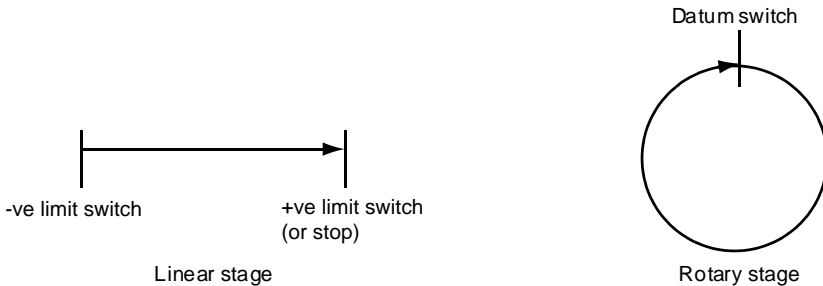 Datum switch
-ve limit switch
+ve limit switch
(or stop)
Linear stage
Rotary stage